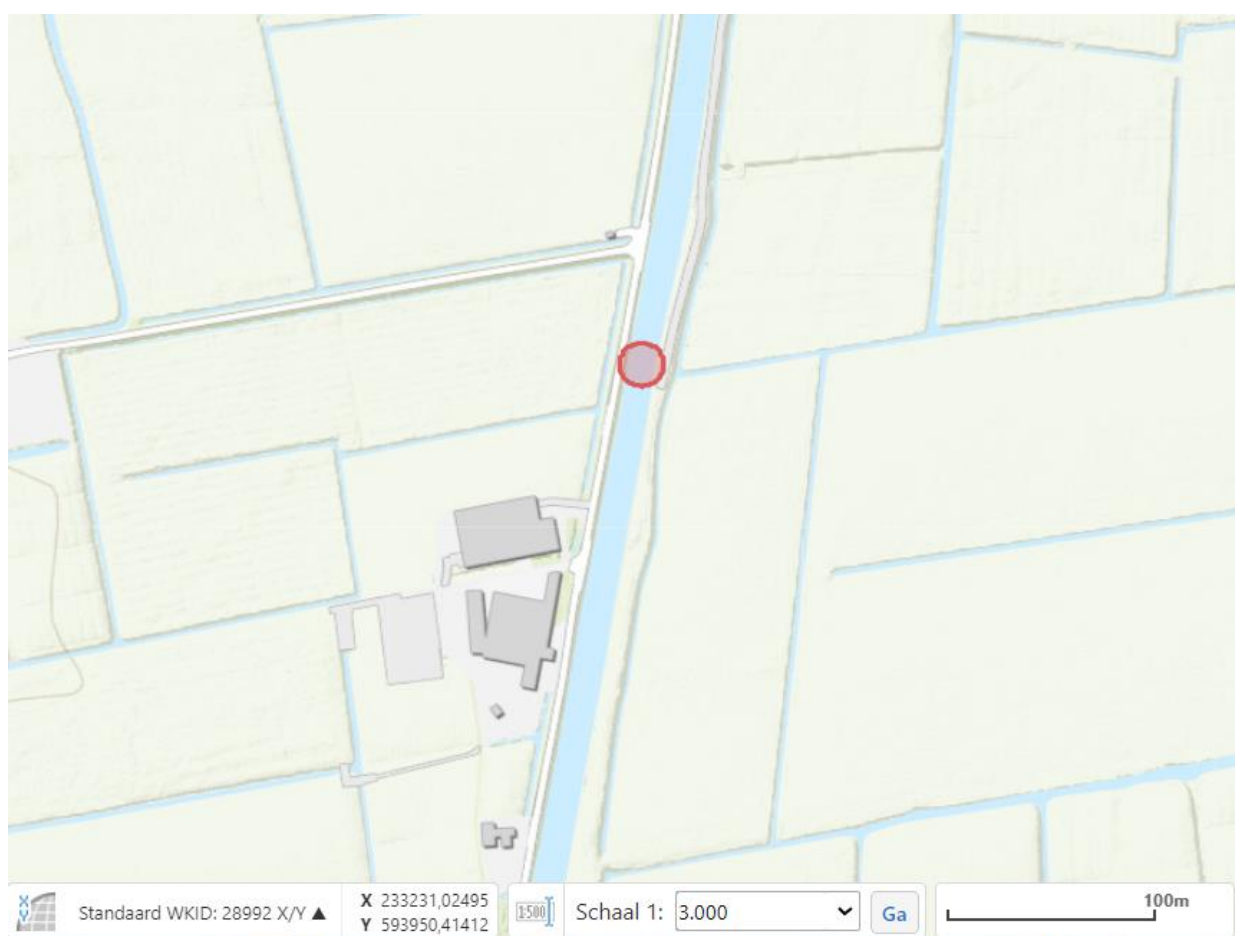 100m
X 233231,02495
Standaard WKID: 28992 X/Y ▲
1:500
Schaal 1: 3.000
Ga
Y 593950,41412